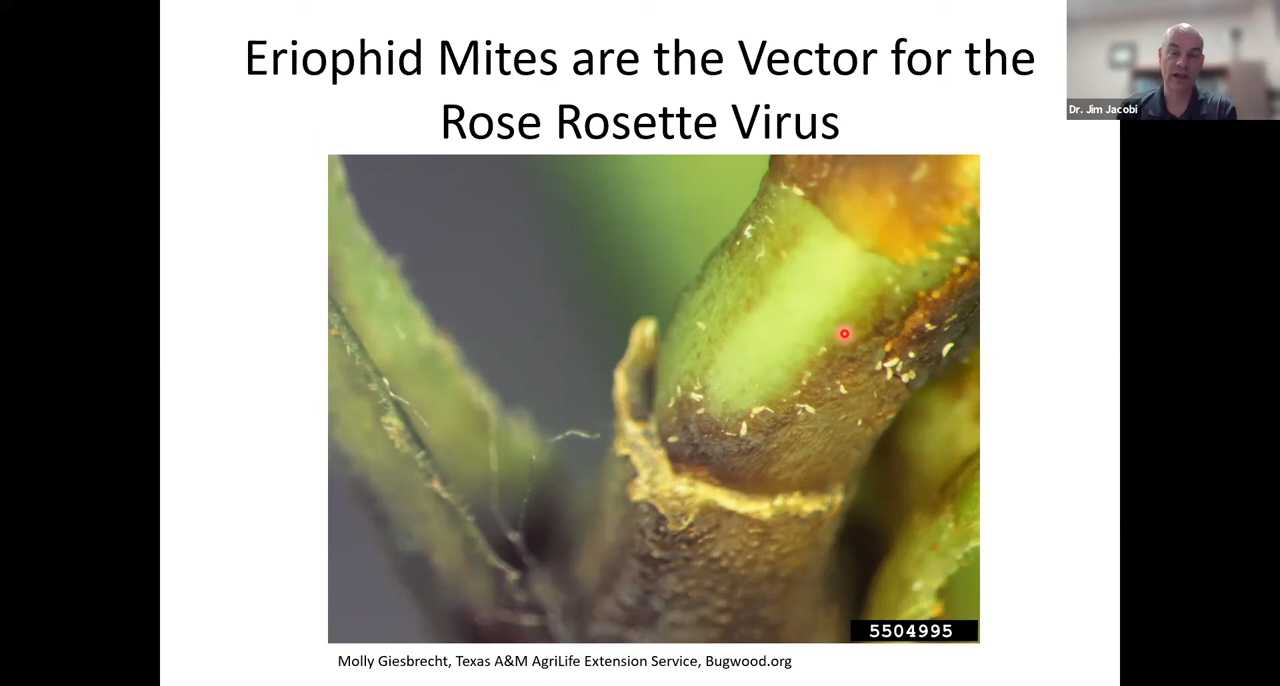 Eriophid Mites are the Vector for the
Rose Rosette Virus
Dr. Jim Jacobi
5504995
Molly Giesbrecht, Texas A&M AgriLife Extension Service, Bugwood.org